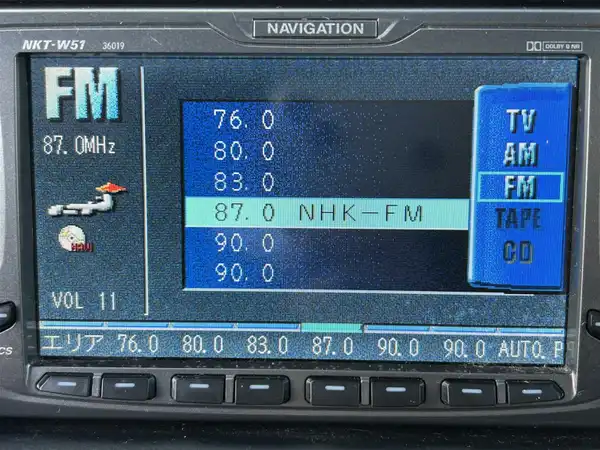 NAVIGATION
NKT-W51 36019
DOLBY B NR
FM
87.0MHz
NAVI
VOL 11
76.0
80.0
83.0
87.0 NHK-FM
90.0
90.0
TV
AM
FM
TAPE
CD
エリア 76.0 80.0 83.0 87.0 90.0 90.0 AUTO.P
CS